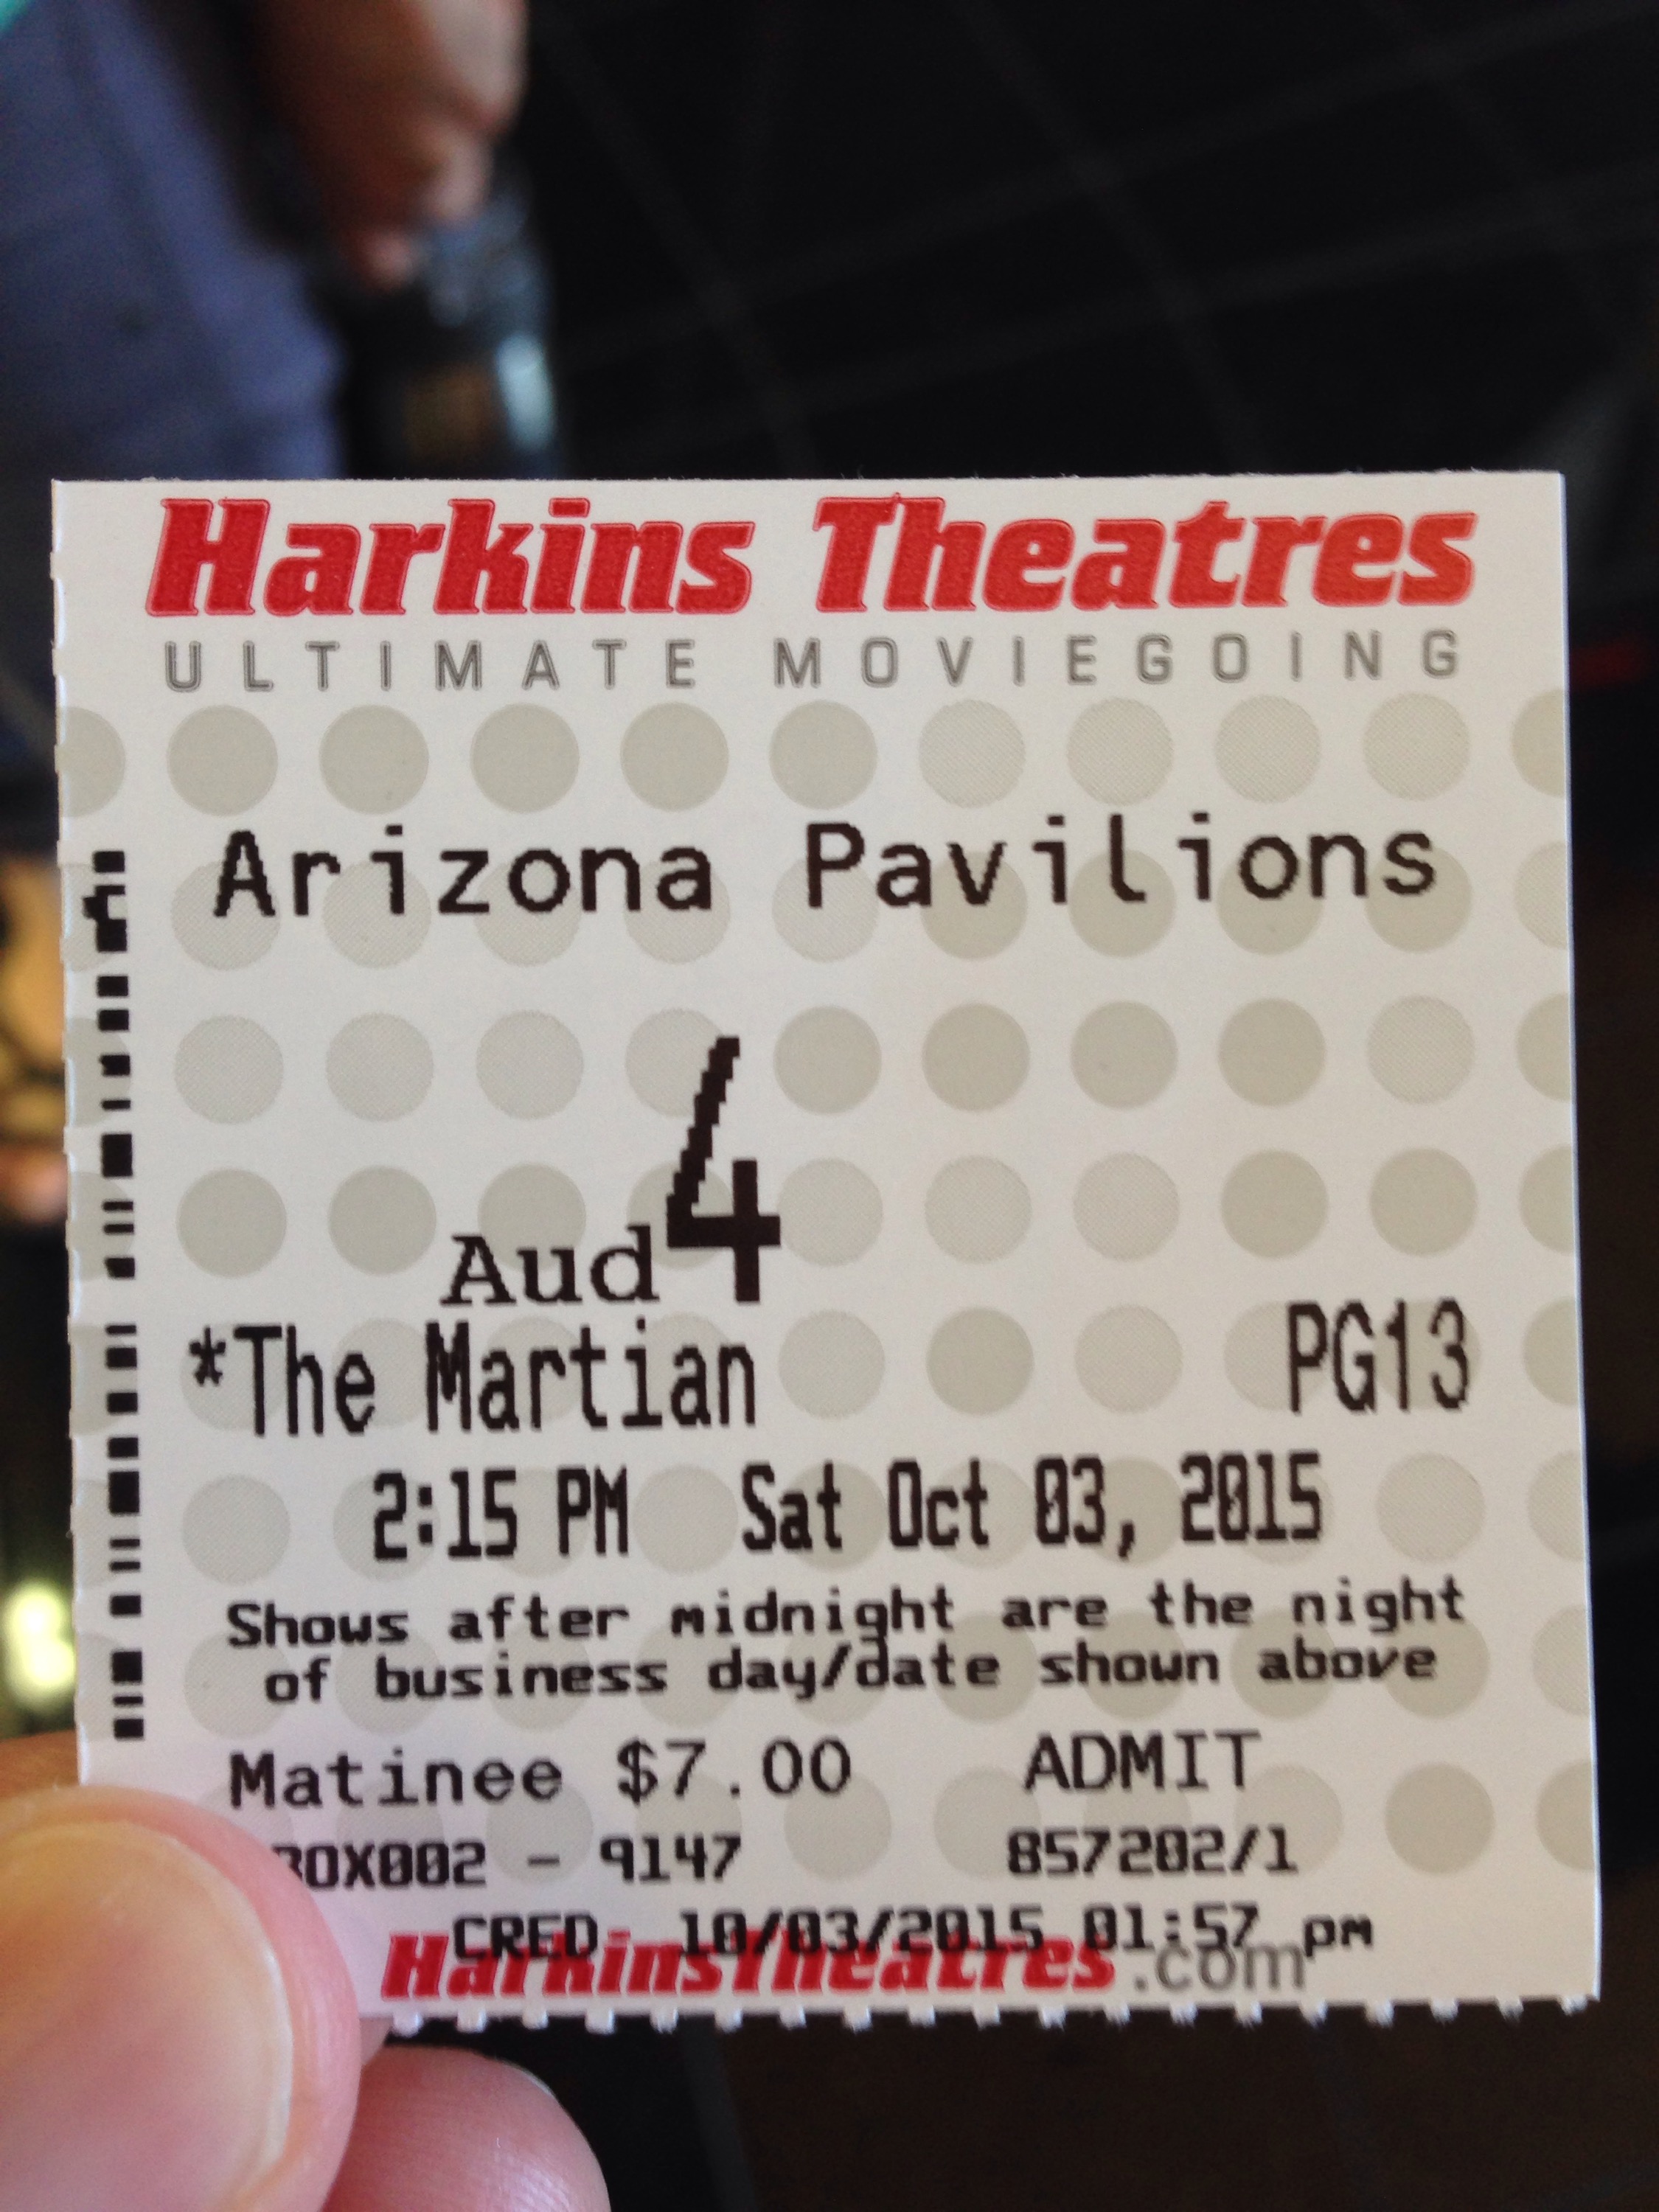 Harkins Theatres
ULTIMATE MOVIEGOING
Arizona Pavilions
Aud 4
*The Martian PG13
2:15 PM Sat Oct 03, 2015
Shows after midnight are the night
of business day/date shown above
Matinee $7.00 ADMIT
BOX002 - 9147 857202/1
CRED 10/03/2015 01:57 pm
HarkinsTheatres.com